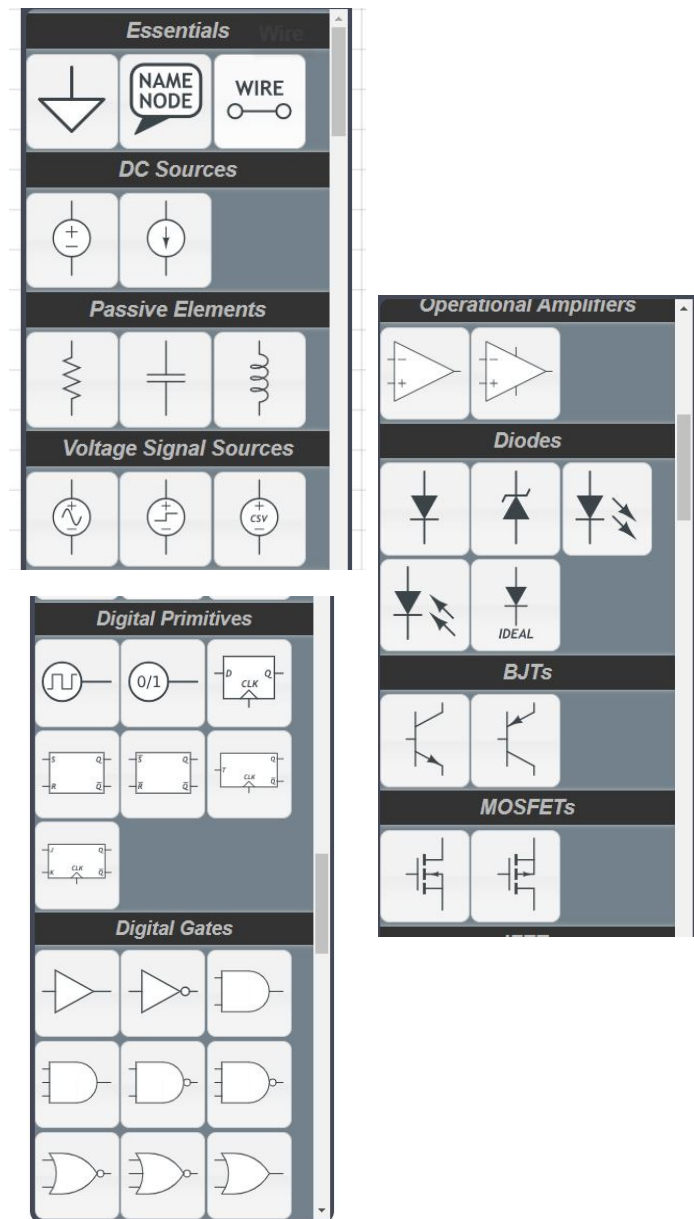 Essentials
Wire
NAME
NODE
WIRE
DC Sources
+
−
Passive Elements
Voltage Signal Sources
+
−
+
−
+
CSV
−
Digital Primitives
0/1
D Q
CLK
S Q
R Q̅
S̅ Q
R̅ Q̅
Q
T CLK Q̅
J Q
K CLK Q̅
Digital Gates
Operational Amplifiers
−
+
−
+
Diodes
IDEAL
BJTs
MOSFETs